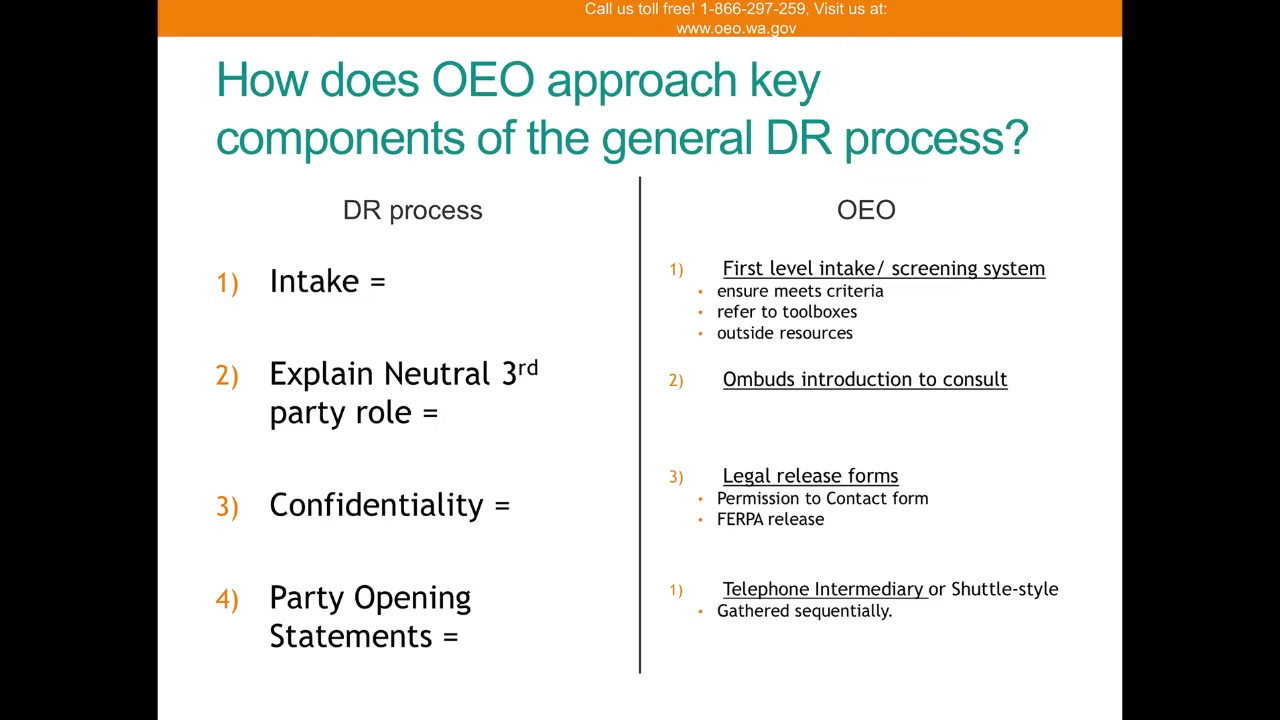 Call us toll free! 1-866-297-259, Visit us at:
www.oeo.wa.gov
How does OEO approach key
components of the general DR process?
DR process
1) Intake =
2) Explain Neutral 3rd
party role =
3) Confidentiality =
4) Party Opening
Statements =
OEO
1) First level intake/ screening system
• ensure meets criteria
• refer to toolboxes
• outside resources
2) Ombuds introduction to consult
3) Legal release forms
• Permission to Contact form
• FERPA release
1) Telephone Intermediary or Shuttle-style
• Gathered sequentially.